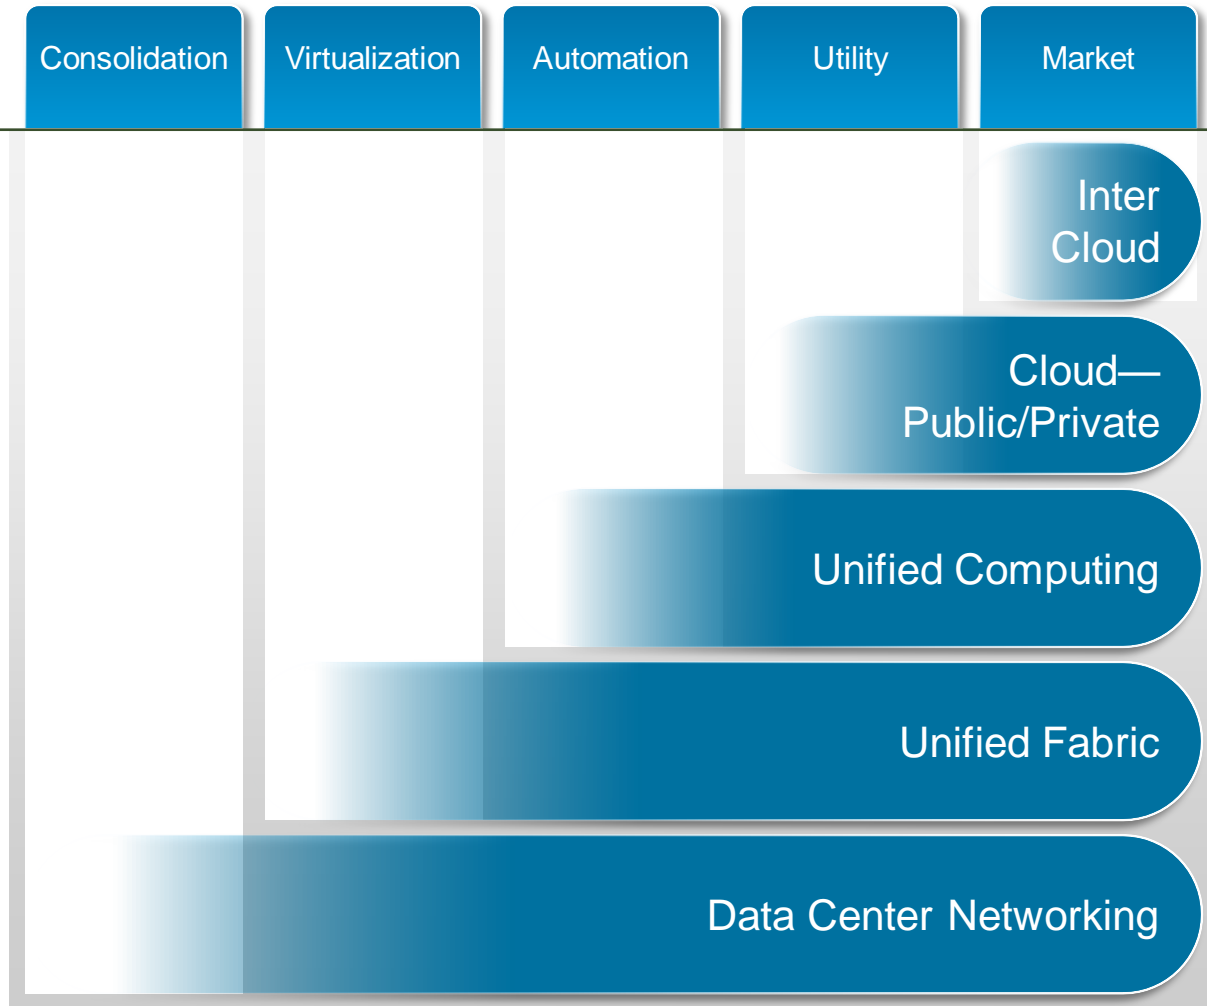 Consolidation
Virtualization
Automation
Utility
Market
Inter
Cloud
Cloud—
Public/Private
Unified Computing
Unified Fabric
Data Center Networking